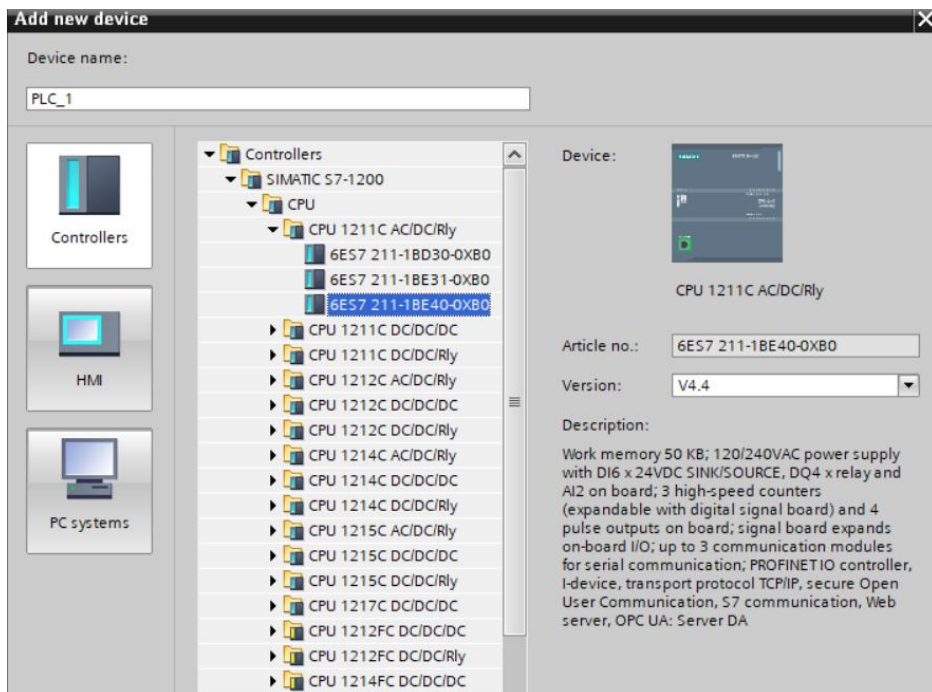 Add new device
Device name:
PLC_1
Controllers
HMI
PC systems
Controllers
SIMATIC S7-1200
CPU
CPU 1211C AC/DC/Rly
6ES7 211-1BD30-0XB0
6ES7 211-1BE31-0XB0
6ES7 211-1BE40-0XB0
CPU 1211C DC/DC/DC
CPU 1211C DC/DC/Rly
CPU 1212C AC/DC/Rly
CPU 1212C DC/DC/DC
CPU 1212C DC/DC/Rly
CPU 1214C AC/DC/Rly
CPU 1214C DC/DC/DC
CPU 1214C DC/DC/Rly
CPU 1215C AC/DC/Rly
CPU 1215C DC/DC/DC
CPU 1215C DC/DC/Rly
CPU 1217C DC/DC/DC
CPU 1212FC DC/DC/DC
CPU 1212FC DC/DC/Rly
CPU 1214FC DC/DC/DC
Device:
CPU 1211C AC/DC/Rly
Article no.: 6ES7 211-1BE40-0XB0
Version: V4.4
Description:
Work memory 50 KB; 120/240VAC power supply
with DI6 x 24VDC SINK/SOURCE, DQ4 x relay and
AI2 on board; 3 high-speed counters
(expandable with digital signal board) and 4
pulse outputs on board; signal board expands
on-board I/O; up to 3 communication modules
for serial communication; PROFINET IO controller,
I-device, transport protocol TCP/IP, secure Open
User Communication, S7 communication, Web
server, OPC UA: Server DA